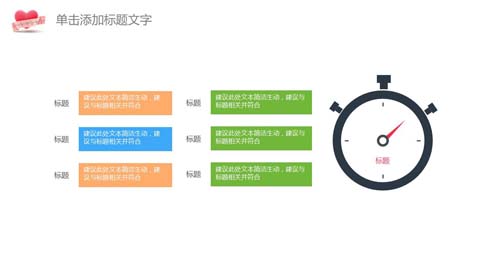 单击添加标题文字
标题
建议此处文本简洁生动，建
议与标题相关并符合
标题
建议此处文本简洁生动，建议与
标题相关并符合
标题
建议此处文本简洁生动，建
议与标题相关并符合
标题
建议此处文本简洁生动，建议与
标题相关并符合
标题
建议此处文本简洁生动，建
议与标题相关并符合
标题
建议此处文本简洁生动，建议与
标题相关并符合
标题